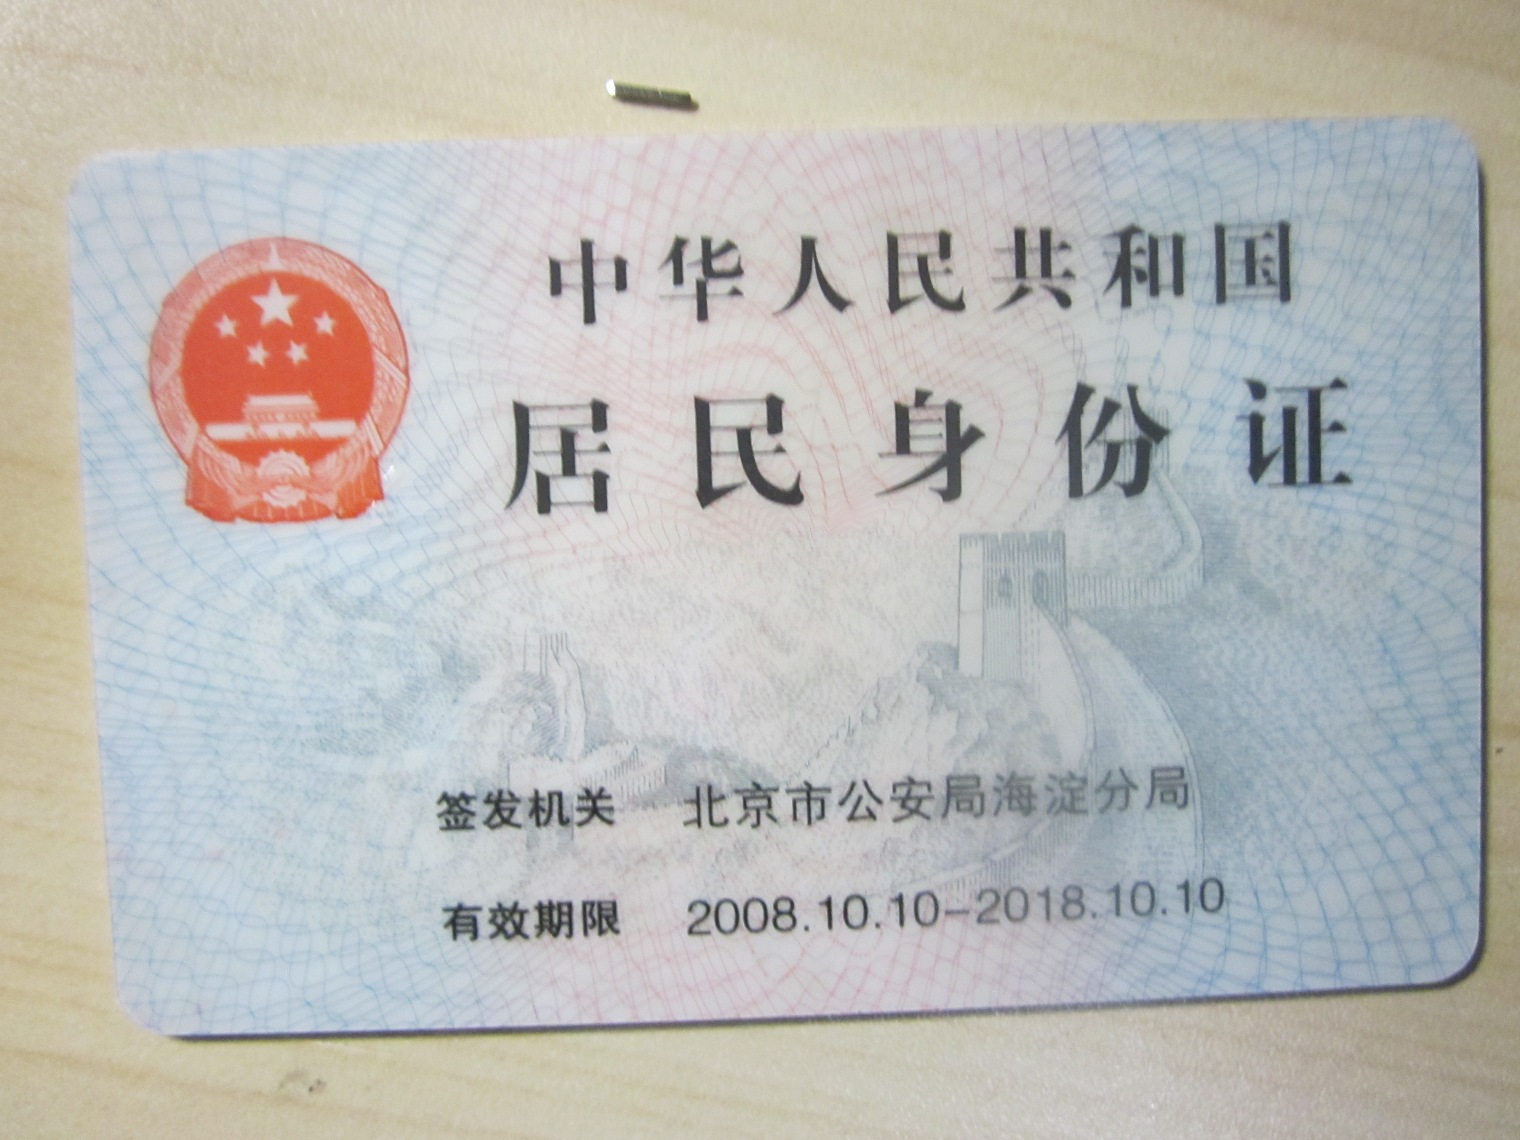 中华人民共和国
居民身份证
签发机关 北京市公安局海淀分局
有效期限 2008.10.10-2018.10.10